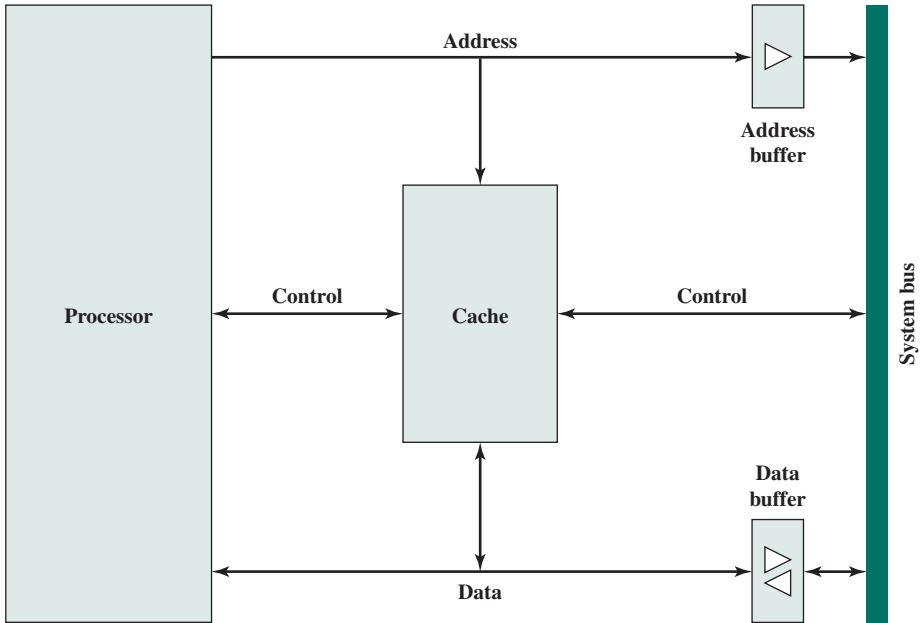 Address
Address
buffer
Processor
Control
Cache
Control
System bus
Data
buffer
Data